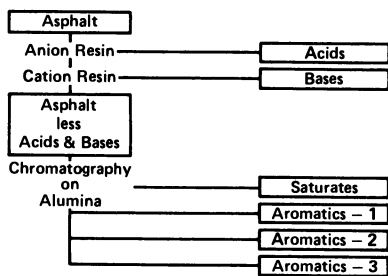 Asphalt
Anion Resin
Acids
Cation Resin
Bases
Asphalt
less
Acids & Bases
Chromatography
on
Alumina
Saturates
Aromatics – 1
Aromatics – 2
Aromatics – 3